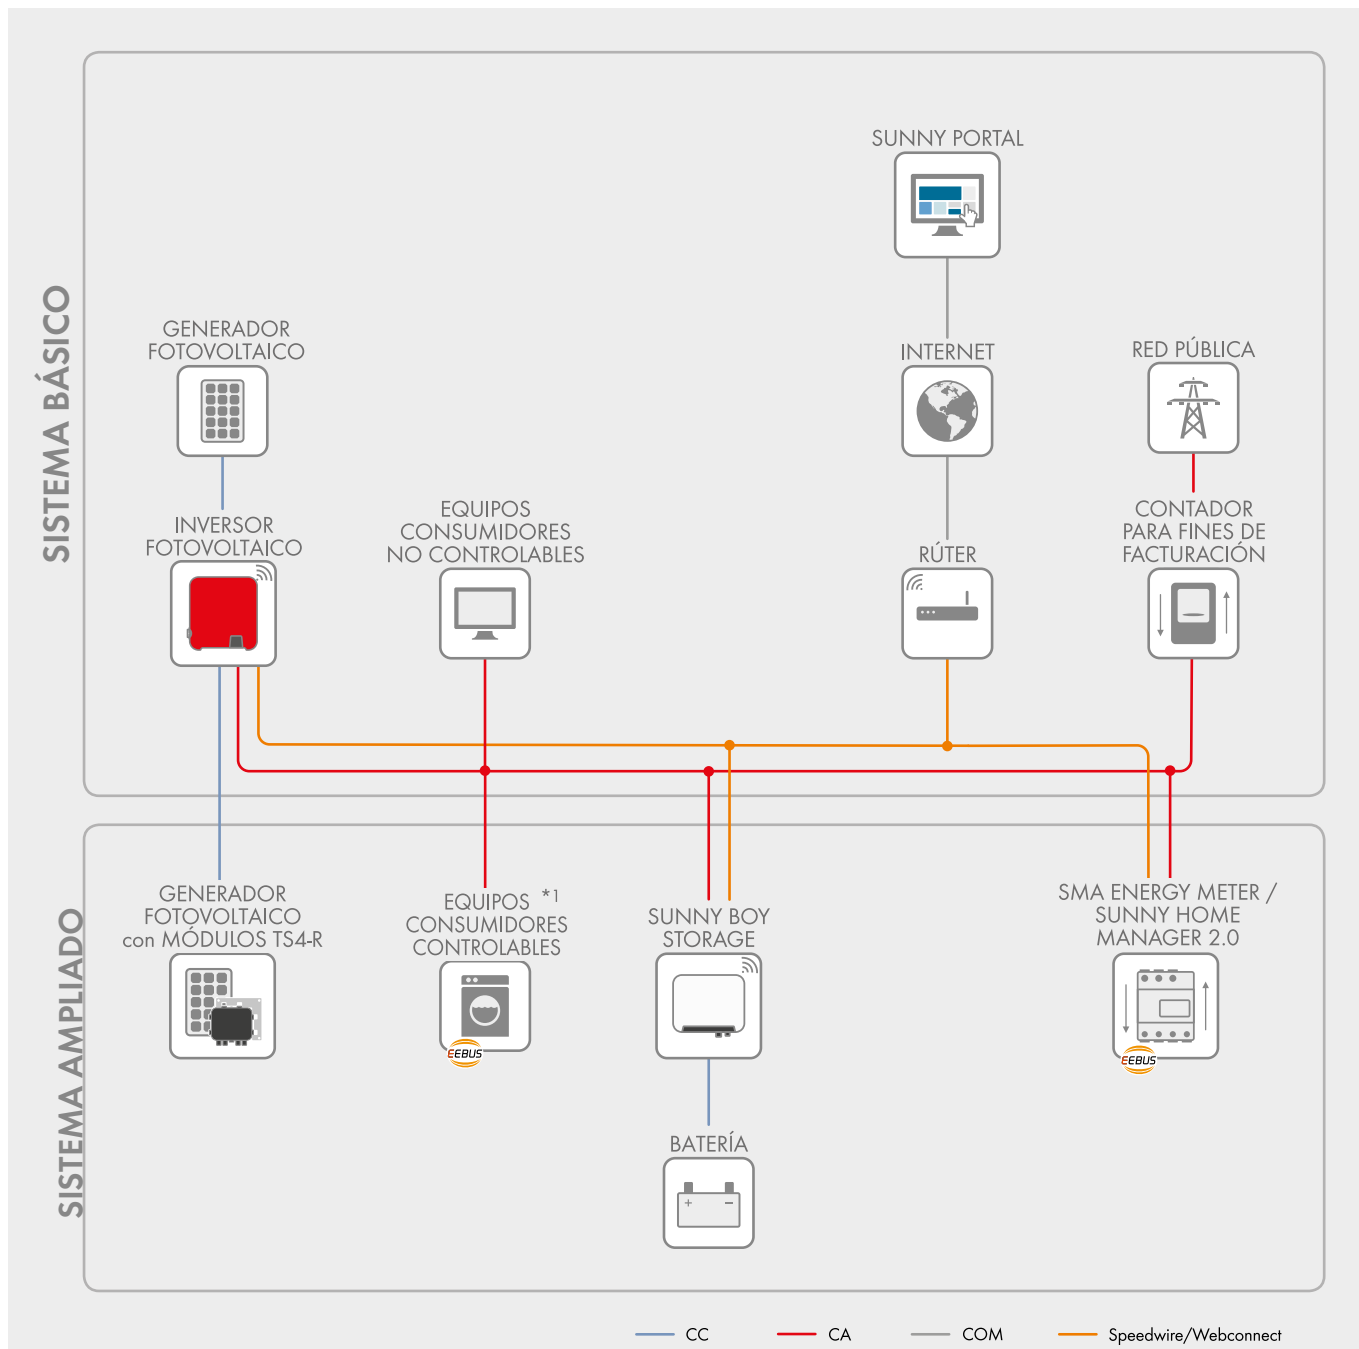 SISTEMA BÁSICO
SUNNY PORTAL
GENERADOR
FOTOVOLTAICO
INTERNET
RED PÚBLICA
INVERSOR
FOTOVOLTAICO
EQUIPOS
CONSUMIDORES
NO CONTROLABLES
RÚTER
CONTADOR
PARA FINES DE
FACTURACIÓN
SISTEMA AMPLIADO
GENERADOR
FOTOVOLTAICO
con MÓDULOS TS4-R
EQUIPOS *1
CONSUMIDORES
CONTROLABLES
EEBUS
SUNNY BOY
STORAGE
SMA ENERGY METER /
SUNNY HOME
MANAGER 2.0
EEBUS
BATERÍA
+ −
CC
CA
COM
Speedwire/Webconnect